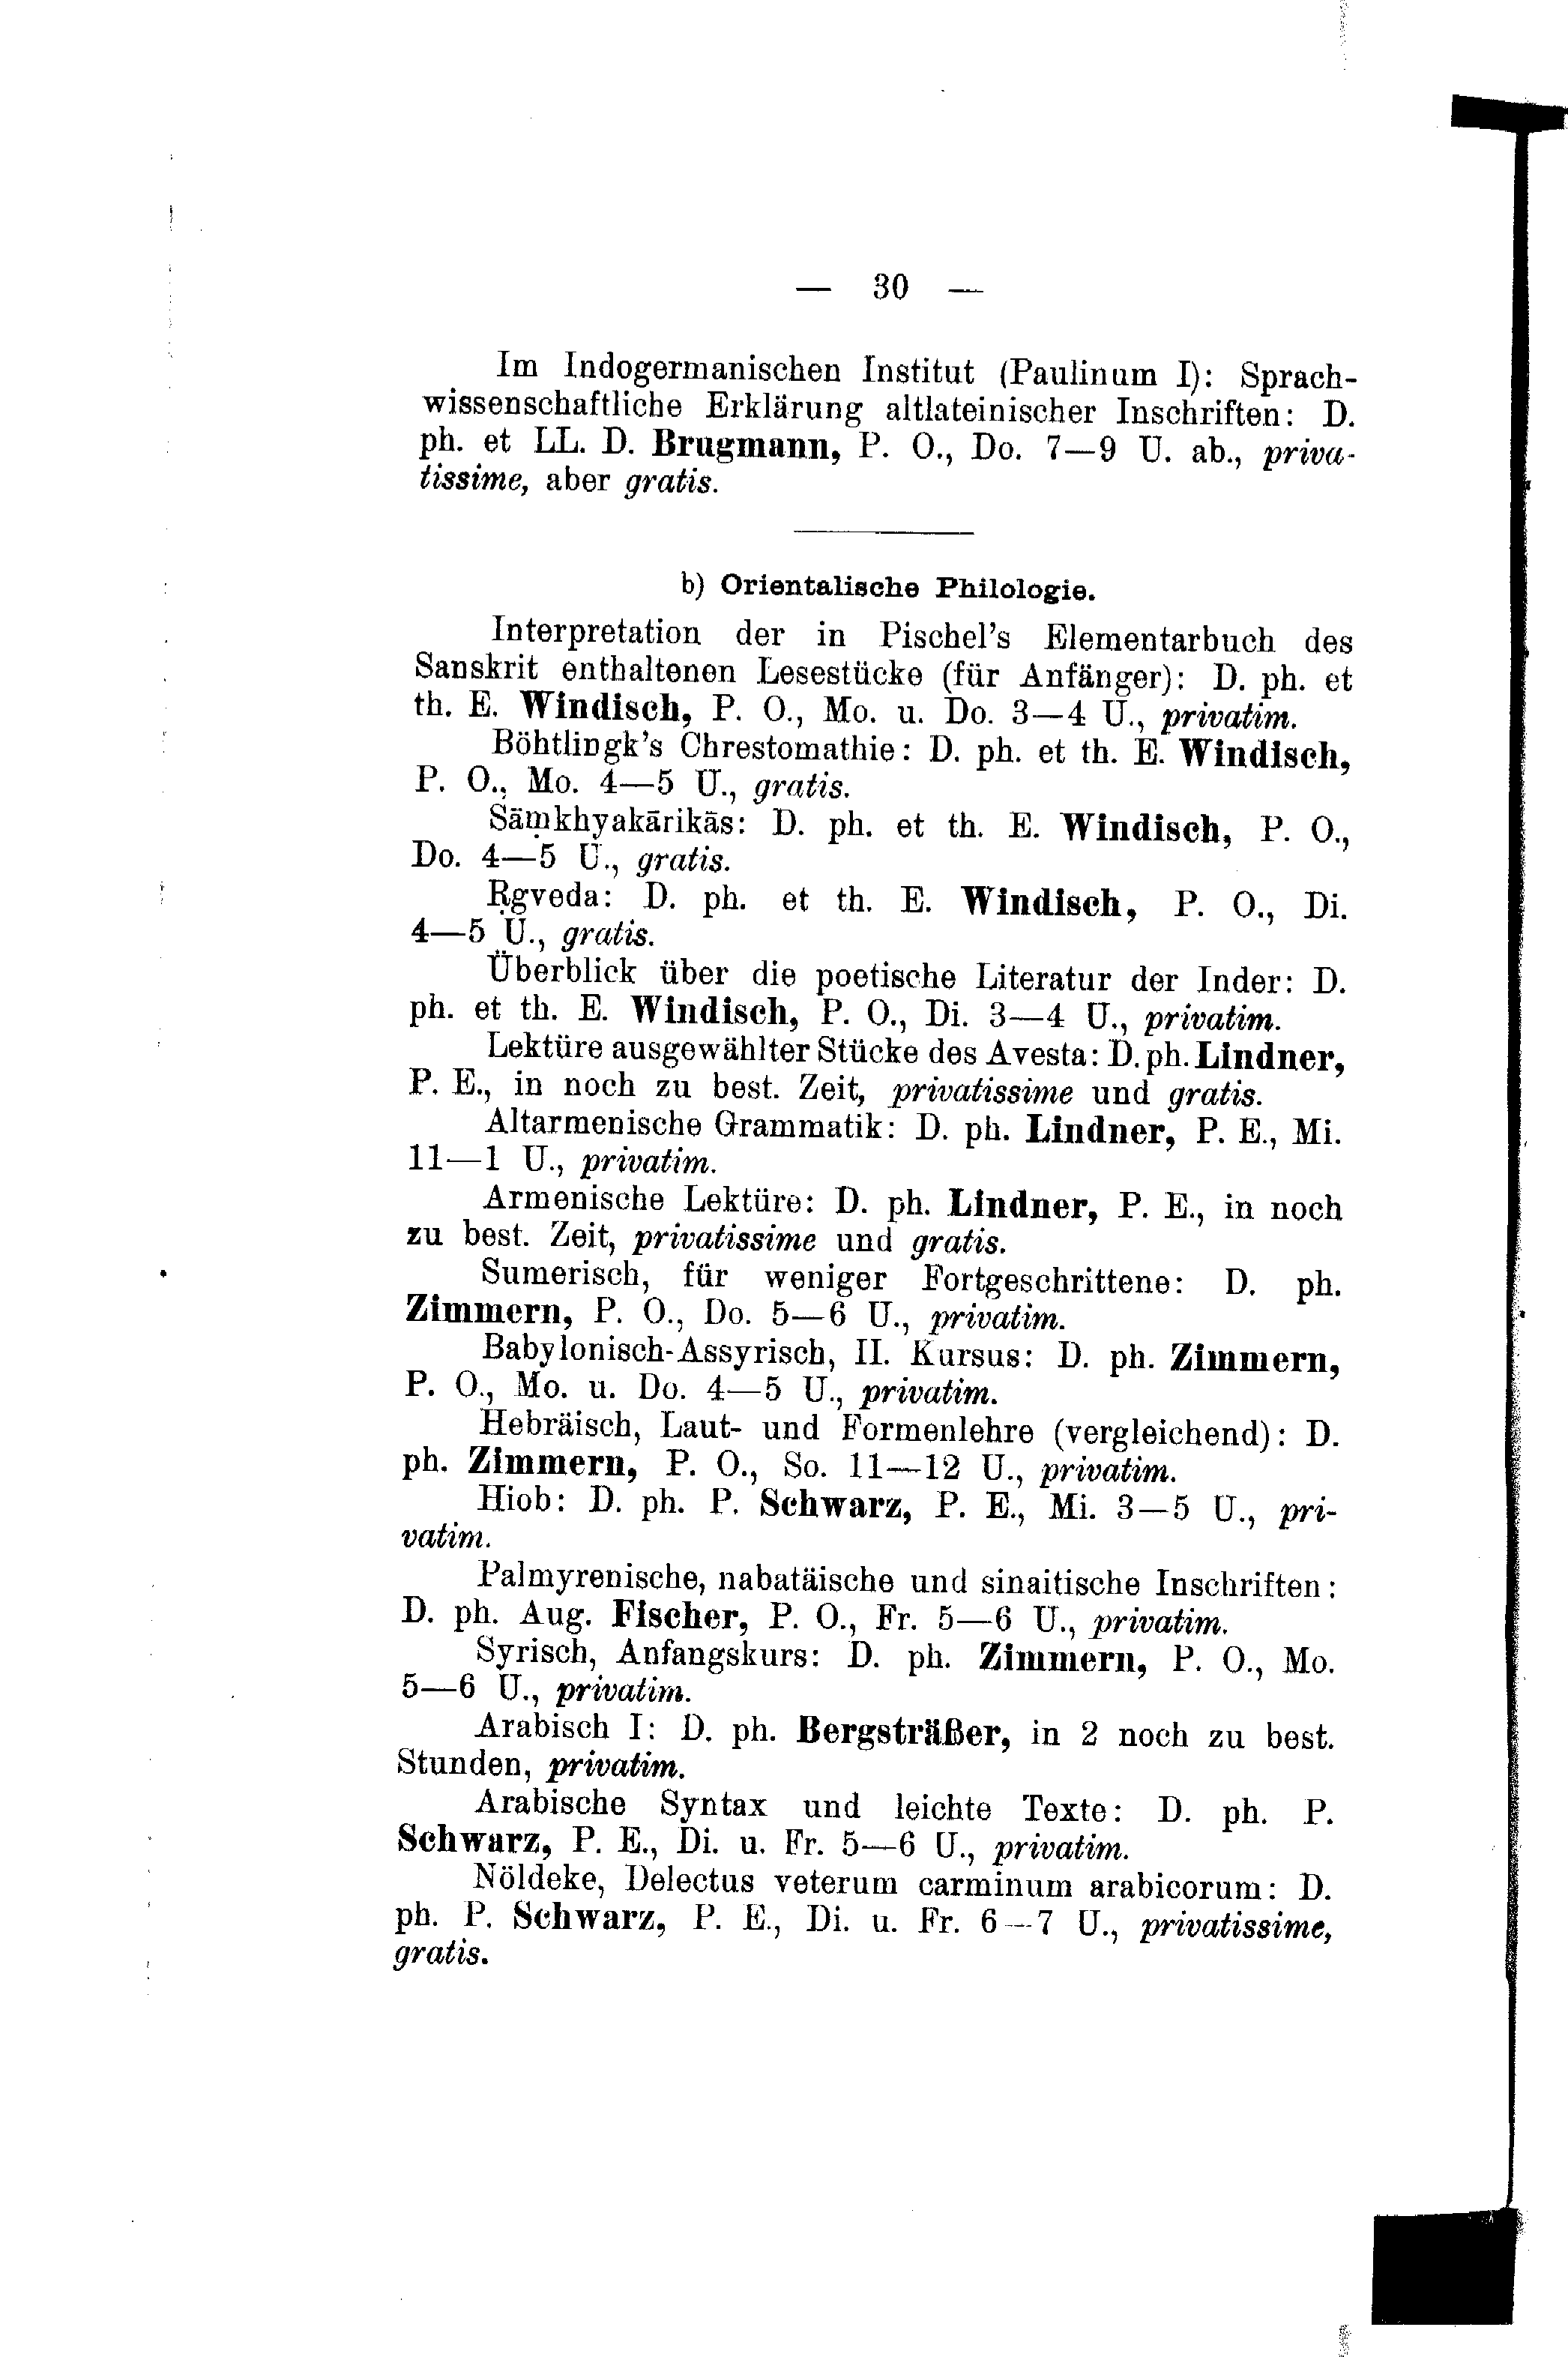 — 30 —
Im Indogermanischen Institut (Paulinum I): Sprach-
wissenschaftliche Erklärung altlateinischer Inschriften: D.
ph. et LL. D. Brugmann, P. O., Do. 7—9 U. ab., priva-
tissime, aber gratis.
b) Orientalische Philologie.
Interpretation der in Pischel's Elementarbuch des
Sanskrit enthaltenen Lesestücke (für Anfänger): D. ph. et
th. E. Windisch, P. O., Mo. u. Do. 3—4 U., privatim.
Böhtlingk's Chrestomathie: D. ph. et th. E. Windisch,
P. O., Mo. 4—5 U., gratis.
Sāṃkhyakārikās: D. ph. et th. E. Windisch, P. O.,
Do. 4—5 U., gratis.
Ṛgveda: D. ph. et th. E. Windisch, P. O., Di.
4—5 U., gratis.
Überblick über die poetische Literatur der Inder: D.
ph. et th. E. Windisch, P. O., Di. 3—4 U., privatim.
Lektüre ausgewählter Stücke des Avesta: D. ph. Lindner,
P. E., in noch zu best. Zeit, privatissime und gratis.
Altarmenische Grammatik: D. ph. Lindner, P. E., Mi.
11—1 U., privatim.
Armenische Lektüre: D. ph. Lindner, P. E., in noch
zu best. Zeit, privatissime und gratis.
Sumerisch, für weniger Fortgeschrittene: D. ph.
Zimmern, P. O., Do. 5—6 U., privatim.
Babylonisch-Assyrisch, II. Kursus: D. ph. Zimmern,
P. O., Mo. u. Do. 4—5 U., privatim.
Hebräisch, Laut- und Formenlehre (vergleichend): D.
ph. Zimmern, P. O., So. 11—12 U., privatim.
Hiob: D. ph. P. Schwarz, P. E., Mi. 3—5 U., pri-
vatim.
Palmyrenische, nabatäische und sinaitische Inschriften:
D. ph. Aug. Fischer, P. O., Fr. 5—6 U., privatim.
Syrisch, Anfangskurs: D. ph. Zimmern, P. O., Mo.
5—6 U., privatim.
Arabisch I: D. ph. Bergsträßer, in 2 noch zu best.
Stunden, privatim.
Arabische Syntax und leichte Texte: D. ph. P.
Schwarz, P. E., Di. u. Fr. 5—6 U., privatim.
Nöldeke, Delectus veterum carminum arabicorum: D.
ph. P. Schwarz, P. E., Di. u. Fr. 6—7 U., privatissime,
gratis.